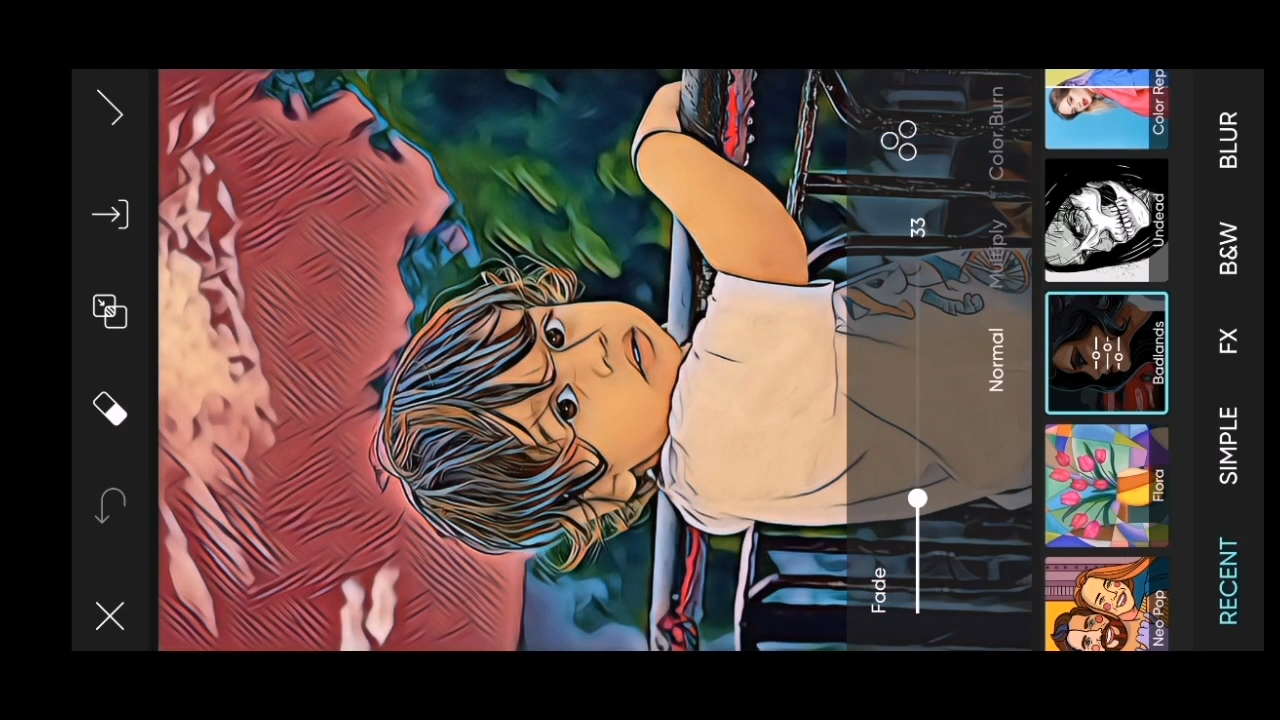 Fade
33
Normal
Multiply
Color Burn
Neo Pop
Flora
Badlands
Undead
Color Rep
RECENT
SIMPLE
FX
B&W
BLUR